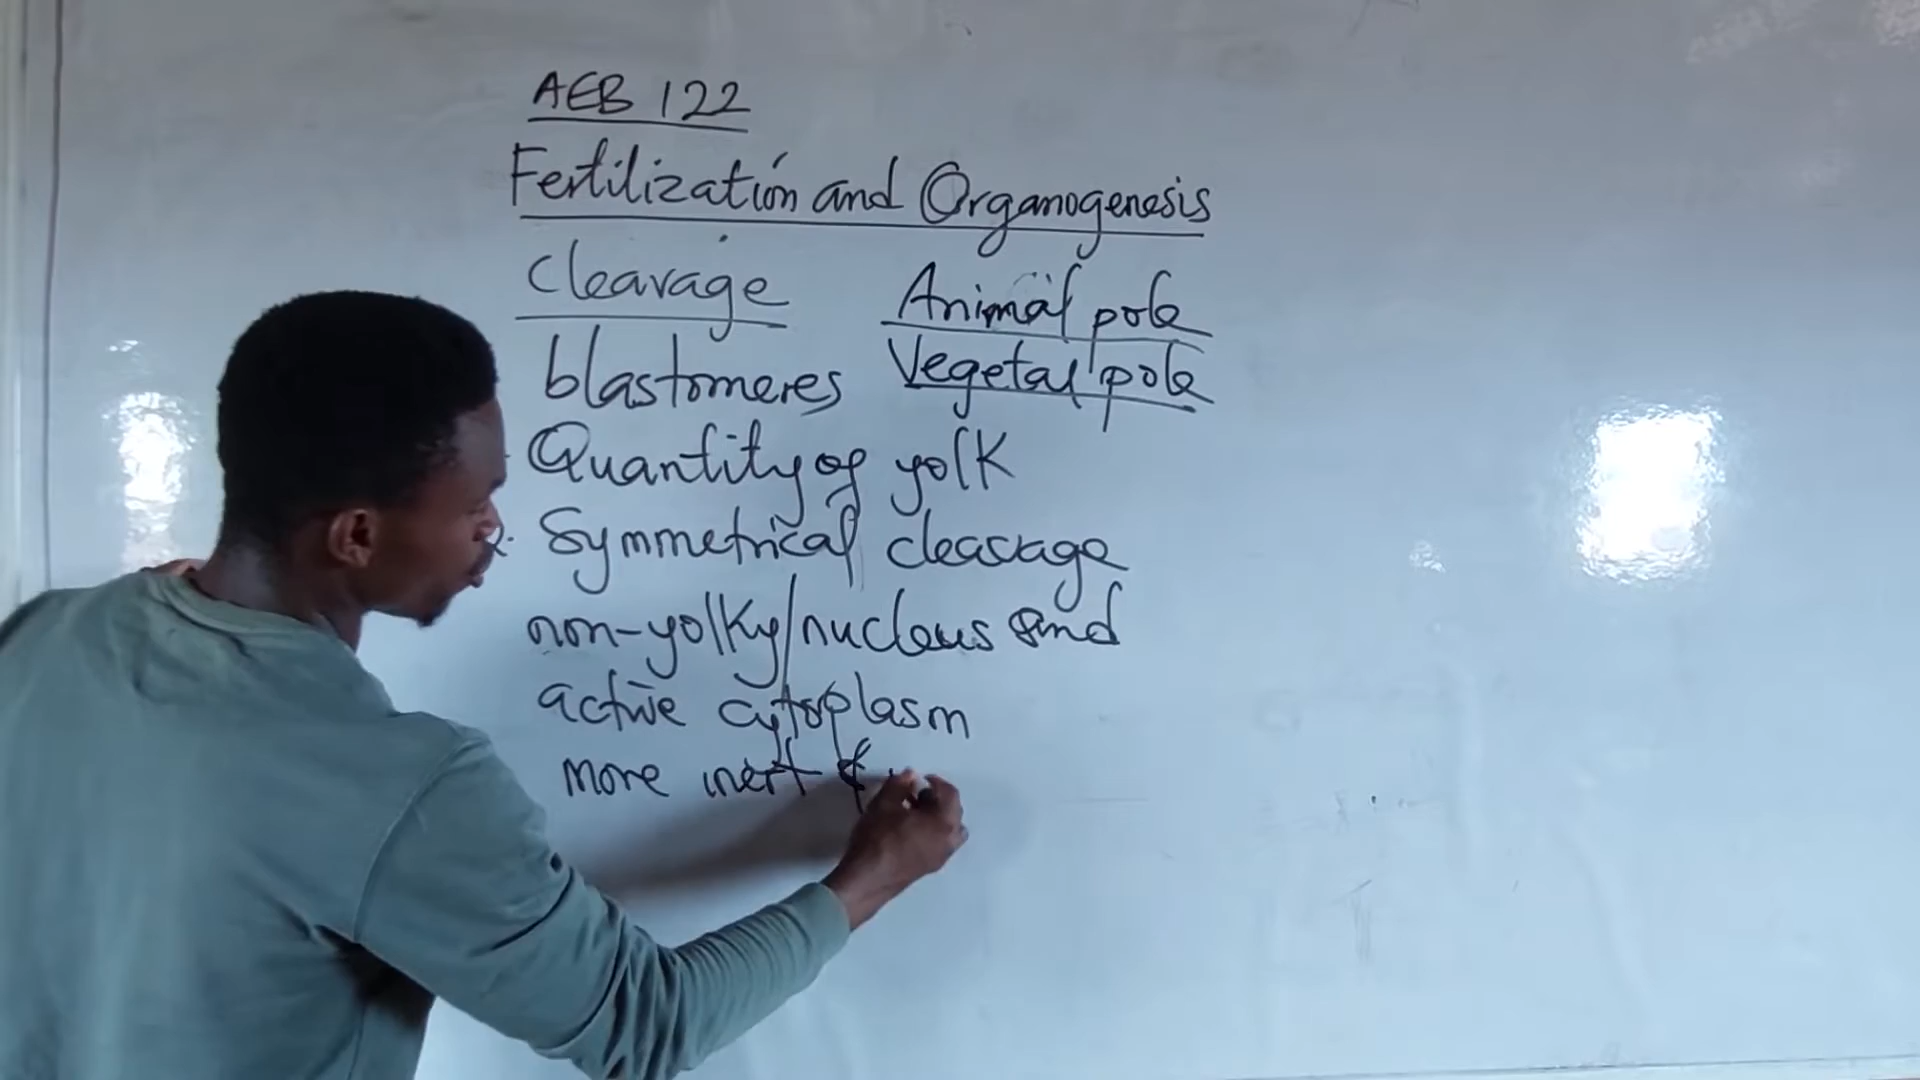 AEB 122
Fertilization and Organogenesis
Cleavage
Animal pole
blastomeres
Vegetal pole
Quantity of yolk
Symmetrical cleavage
non-yolky/nucleus and
active cytoplasm
more inert &